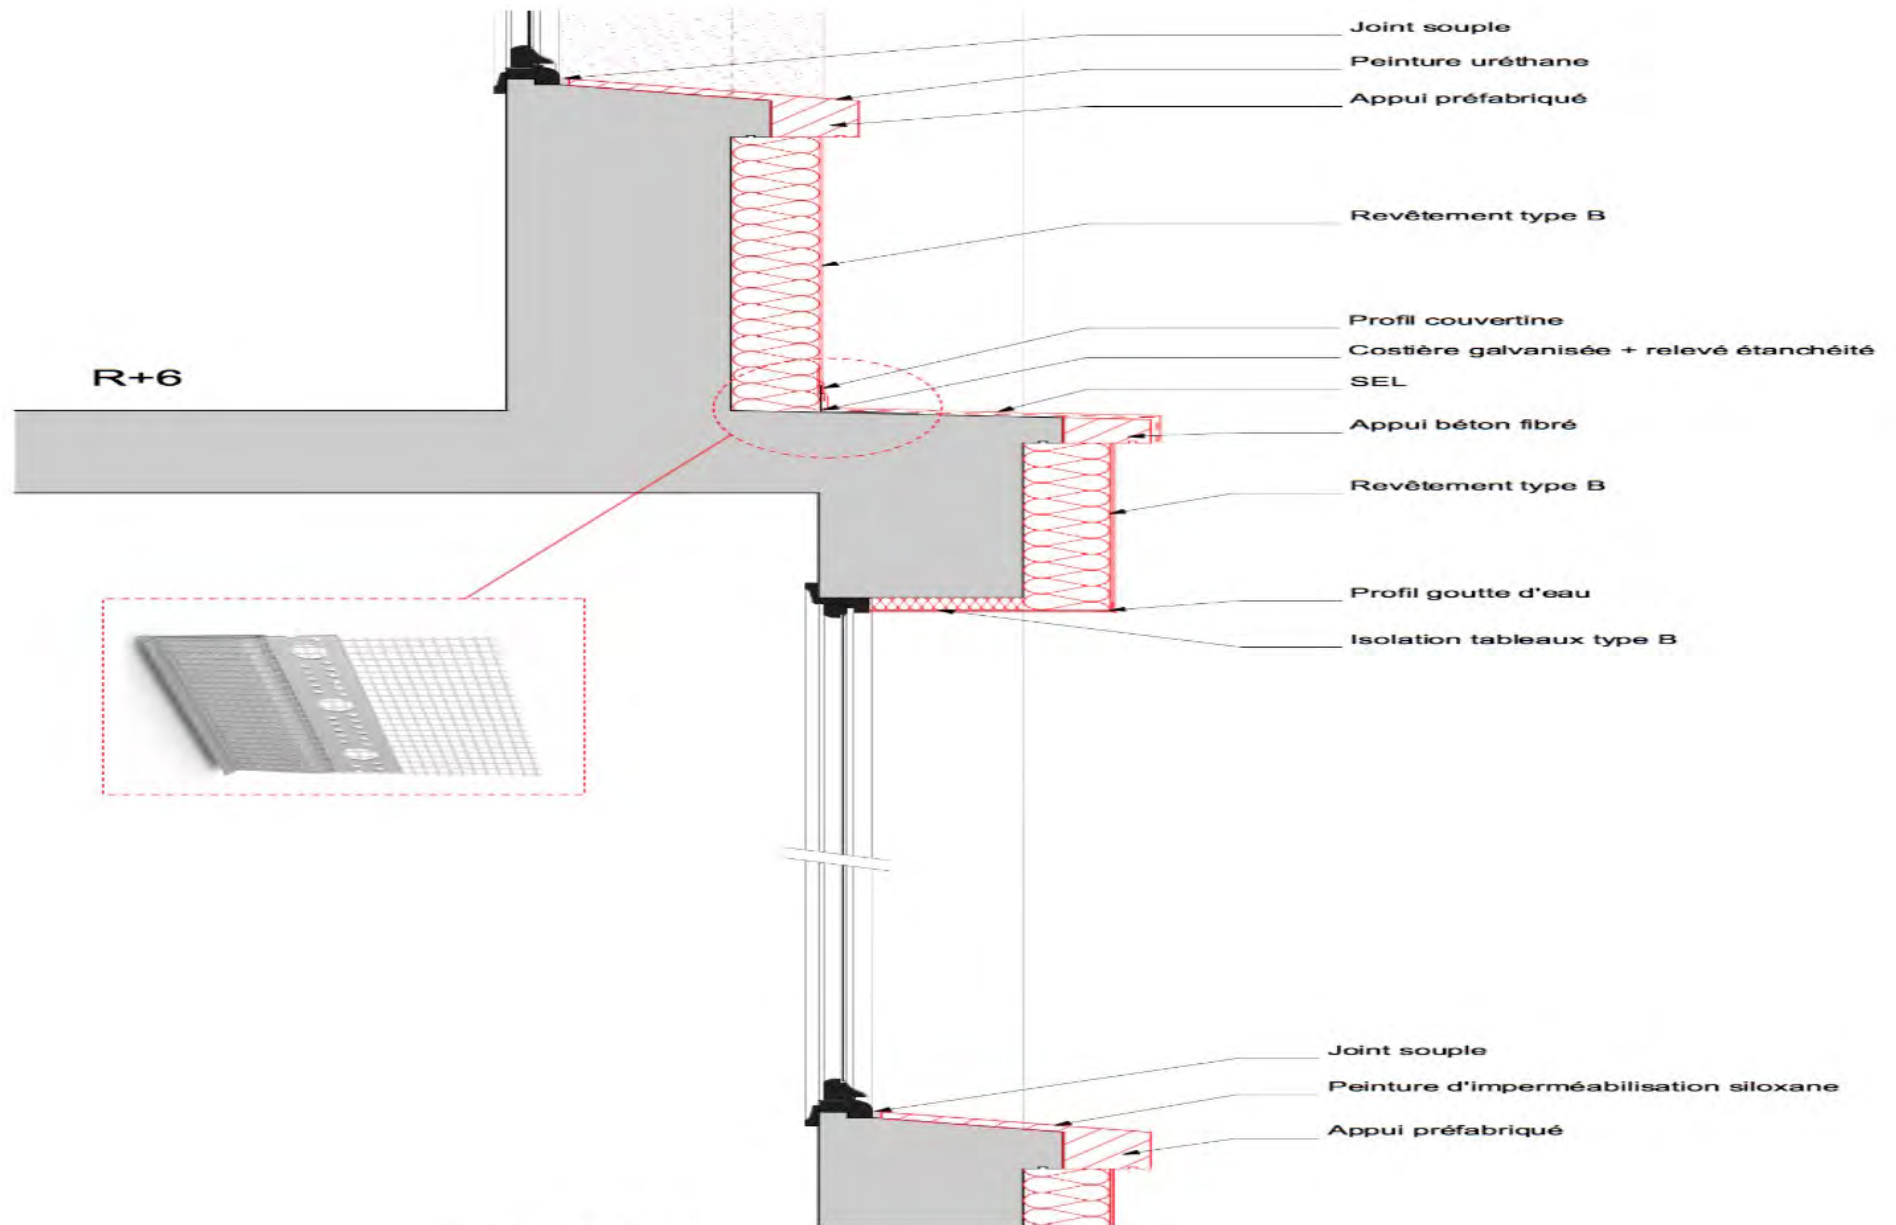 Joint souple
Peinture uréthane
Appui préfabriqué
Revêtement type B
Profil couvertine
Costière galvanisée + relevé étanchéité
R+6
SEL
Appui béton fibré
Revêtement type B
Profil goutte d'eau
Isolation tableaux type B
Joint souple
Peinture d'imperméabilisation siloxane
Appui préfabriqué